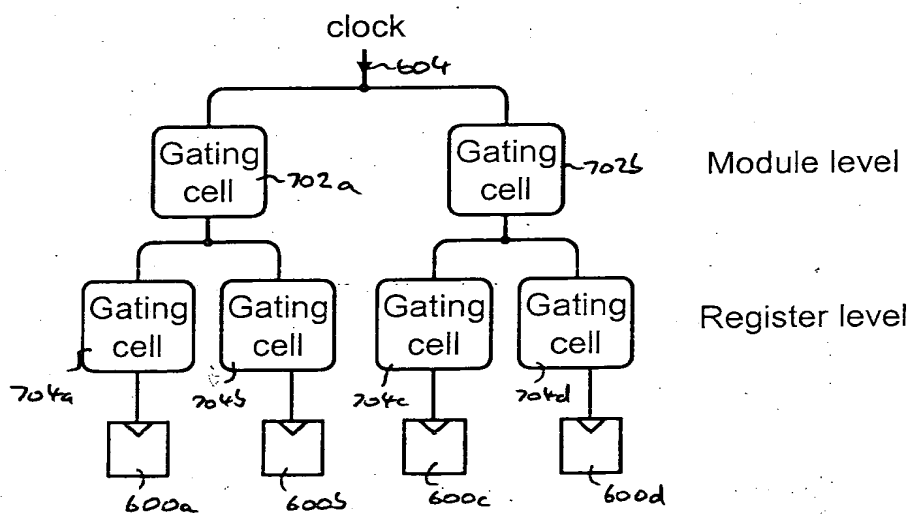 clock
604
Gating
cell
702a
Gating
cell
702b
Module level
Gating
cell
Gating
cell
Gating
cell
Gating
cell
Register level
704a
704b
704c
704d
600a
600b
600c
600d